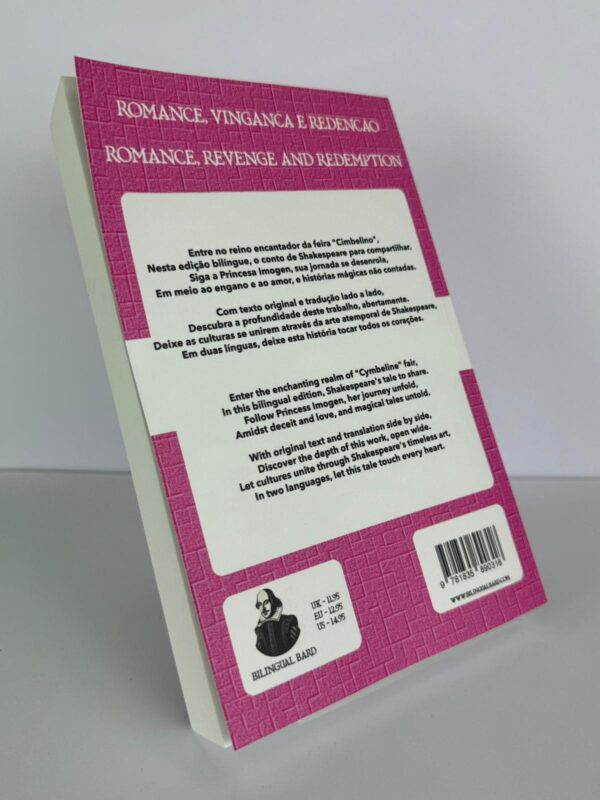 ROMANCE, VINGANCA E REDENCAO
ROMANCE, REVENGE AND REDEMPTION
Entre no reino encantador da feira "Cimbelino",
Nesta edição bilíngue, o conto de Shakespeare para compartilhar.
Siga a Princesa Imogen, sua jornada se desenrola,
Em meio ao engano e ao amor, e histórias mágicas não contadas.
Com texto original e tradução lado a lado,
Descubra a profundidade deste trabalho, abertamente.
Deixe as culturas se unirem através da arte atemporal de Shakespeare,
Em duas línguas, deixe esta história tocar todos os corações.
Enter the enchanting realm of "Cymbeline" fair,
In this bilingual edition, Shakespeare's tale to share.
Follow Princess Imogen, her journey unfold,
Amidst deceit and love, and magical tales untold.
With original text and translation side by side,
Discover the depth of this work, open wide.
Let cultures unite through Shakespeare's timeless art,
In two languages, let this tale touch every heart.
UK - 11.95
EU - 12.95
US - 14.95
BILINGUAL BARD
9 781835 890318
WWW.BILINGUALBARD.COM